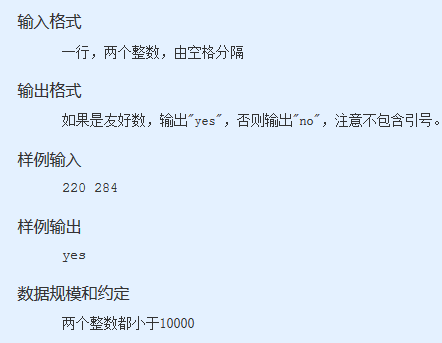 输入格式
一行，两个整数，由空格分隔
输出格式
如果是友好数，输出"yes"，否则输出"no"，注意不包含引号。
样例输入
220 284
样例输出
yes
数据规模和约定
两个整数都小于10000